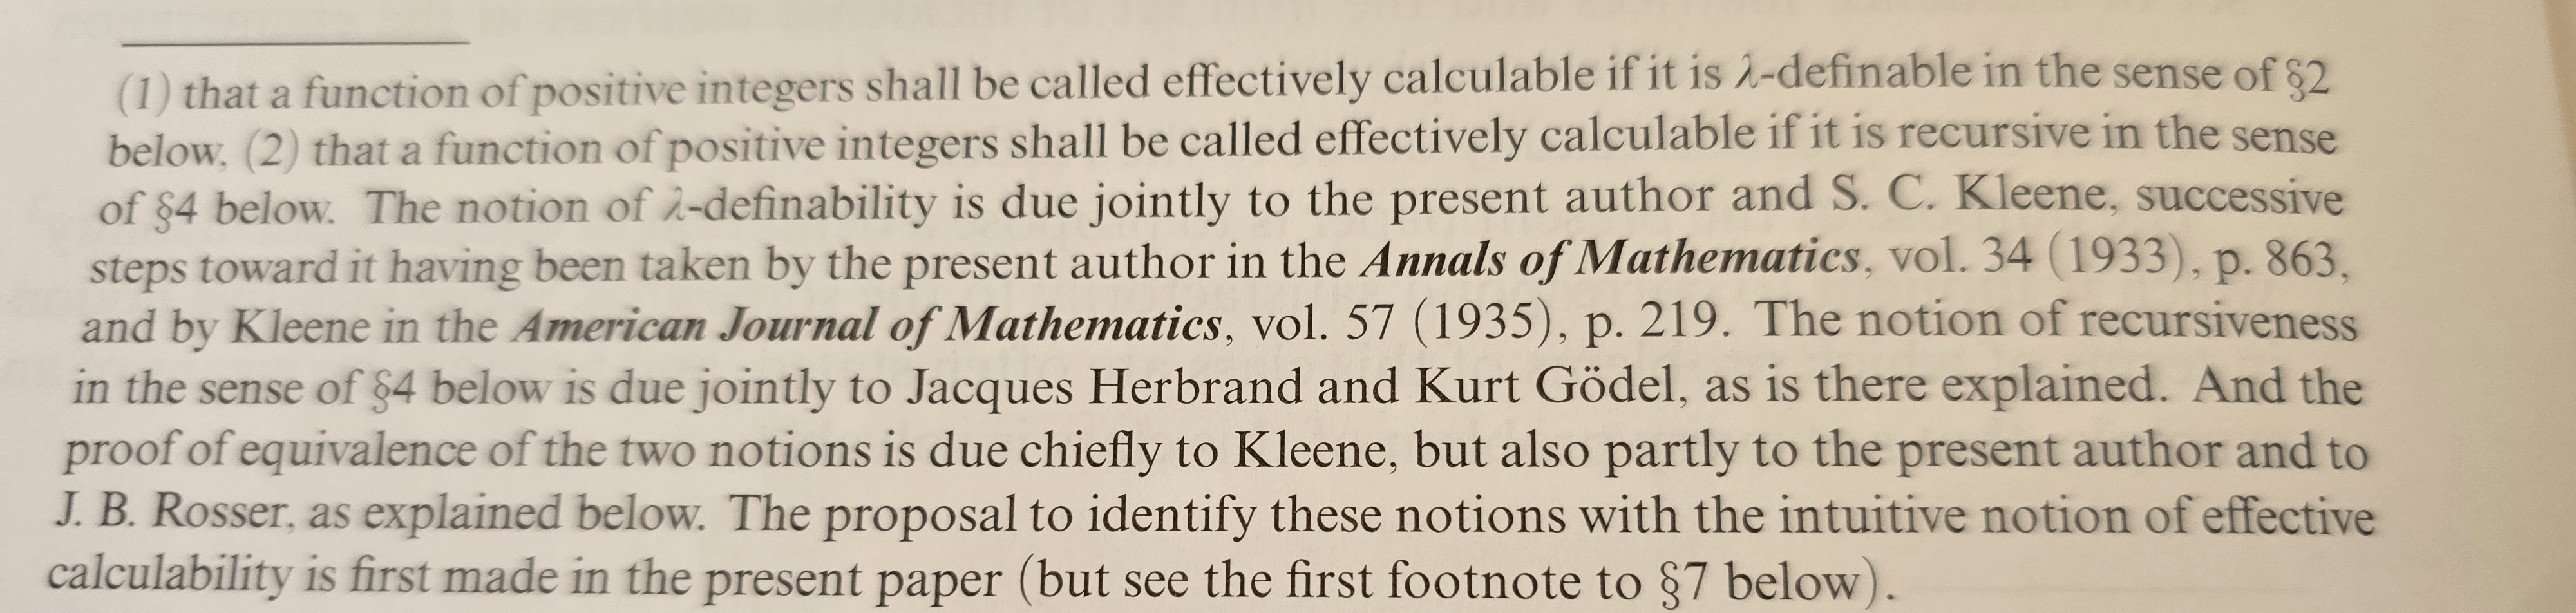 (1) that a function of positive integers shall be called effectively calculable if it is λ-definable in the sense of §2
below, (2) that a function of positive integers shall be called effectively calculable if it is recursive in the sense
of §4 below. The notion of λ-definability is due jointly to the present author and S. C. Kleene, successive
steps toward it having been taken by the present author in the Annals of Mathematics, vol. 34 (1933), p. 863,
and by Kleene in the American Journal of Mathematics, vol. 57 (1935), p. 219. The notion of recursiveness
in the sense of §4 below is due jointly to Jacques Herbrand and Kurt Gödel, as is there explained. And the
proof of equivalence of the two notions is due chiefly to Kleene, but also partly to the present author and to
J. B. Rosser, as explained below. The proposal to identify these notions with the intuitive notion of effective
calculability is first made in the present paper (but see the first footnote to §7 below).